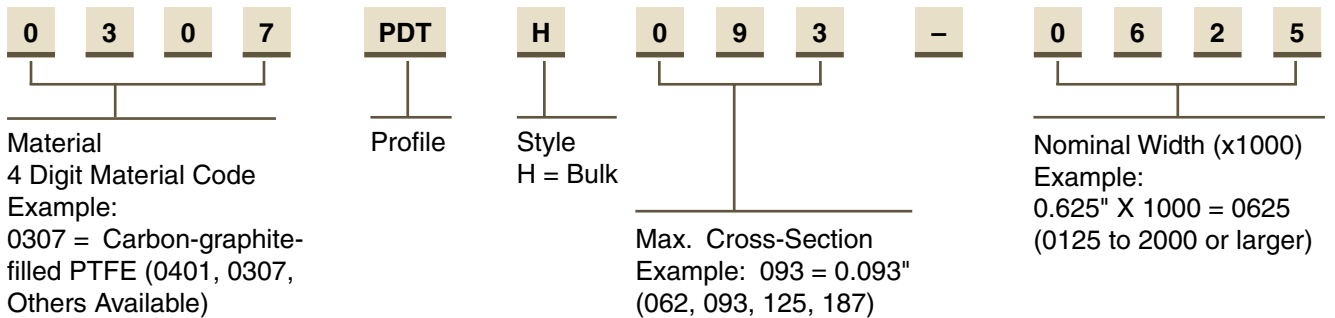 0 3 0 7 PDT H 0 9 3 – 0 6 2 5
Material
4 Digit Material Code
Example:
0307 = Carbon-graphite-
filled PTFE (0401, 0307,
Others Available)
Profile
Style
H = Bulk
Max. Cross-Section
Example: 093 = 0.093"
(062, 093, 125, 187)
Nominal Width (x1000)
Example:
0.625" X 1000 = 0625
(0125 to 2000 or larger)